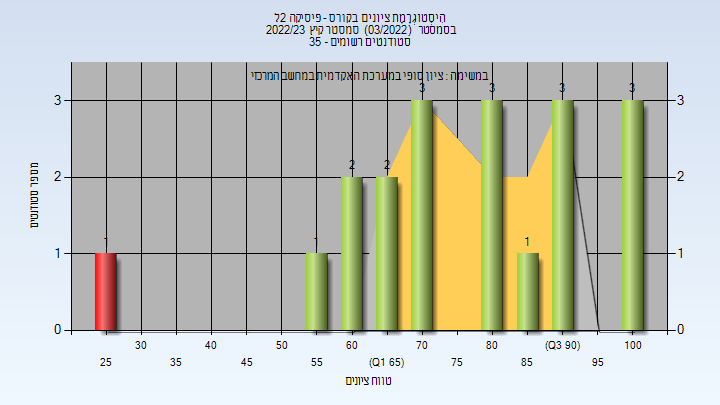 היסטוגרמת ציונים בקורס - פיסיקה 2ל
בסמסטר (03/2022) סמסטר קיץ 2022/23
סטודנטים רשומים - 35
במשימה : ציון סופי במערכת האקדמית במחשב המרכזי
מספר סטודנטים
3 3
2 2
1 1
0 0
1 1 2 2 3 3 1 3 3
30 40 50 60 70 80 (Q3 90) 100
25 35 45 55 (Q1 65) 75 85 95
טווח ציונים